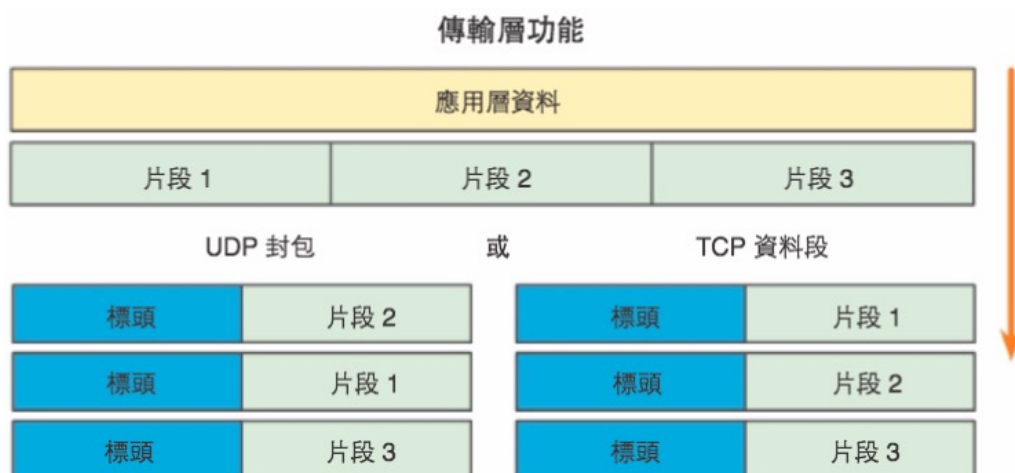 傳輸層功能
應用層資料
片段 1 片段 2 片段 3
UDP 封包 或 TCP 資料段
標頭 片段 2 標頭 片段 1
標頭 片段 1 標頭 片段 2
標頭 片段 3 標頭 片段 3